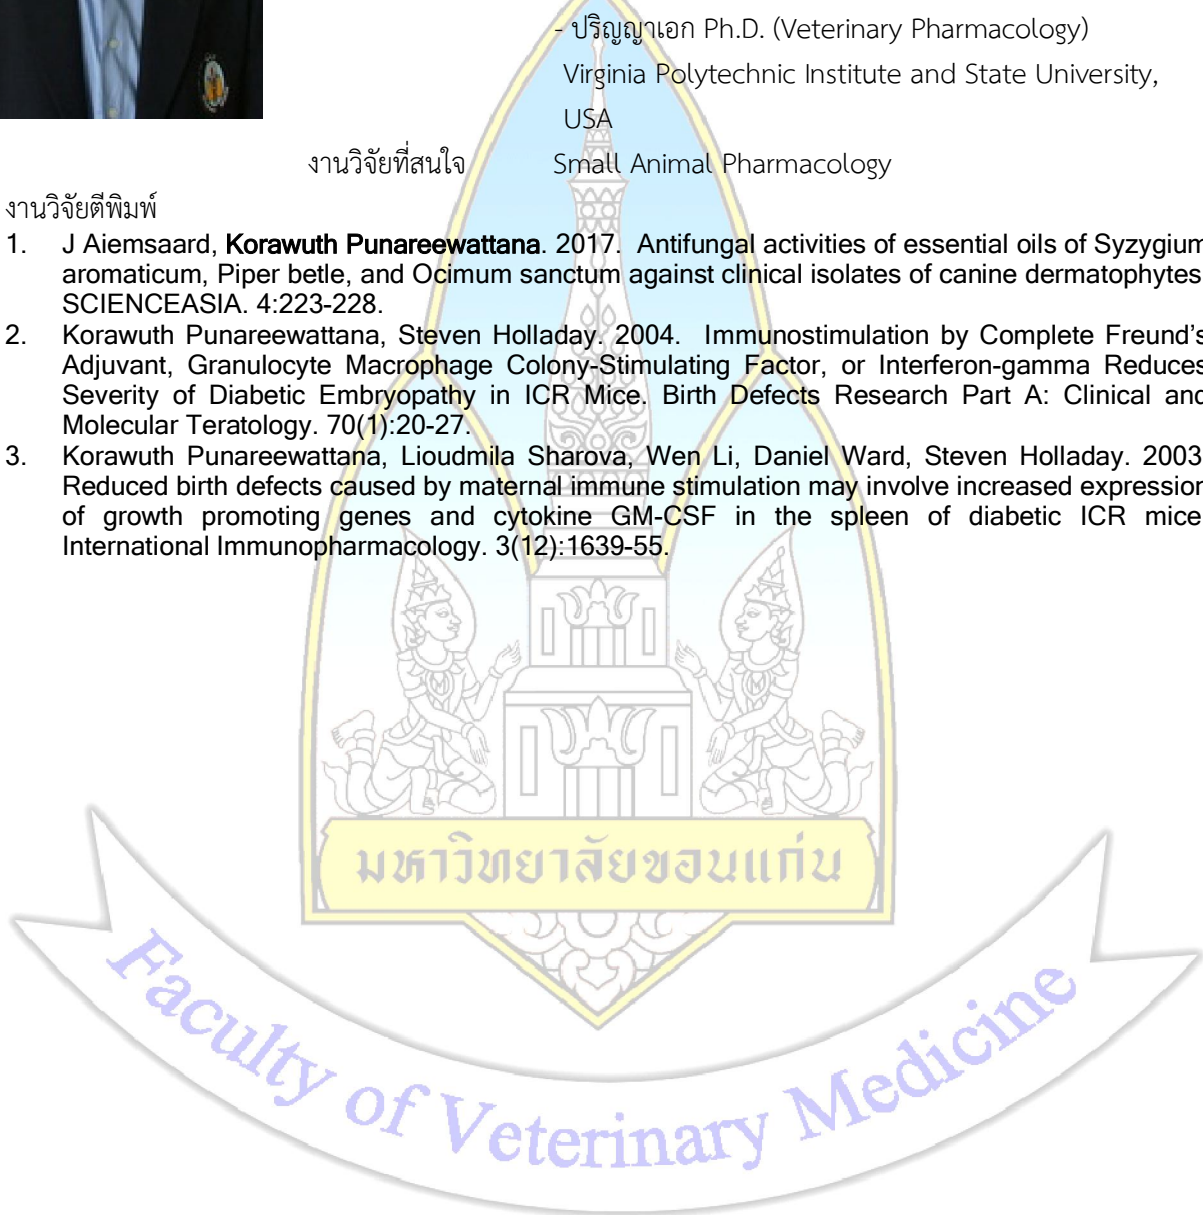 - ปริญญาเอก Ph.D. (Veterinary Pharmacology)
Virginia Polytechnic Institute and State University,
USA
งานวิจัยที่สนใจ Small Animal Pharmacology
งานวิจัยตีพิมพ์
1. J Aiemsaard, Korawuth Punareewattana. 2017. Antifungal activities of essential oils of Syzygium
aromaticum, Piper betle, and Ocimum sanctum against clinical isolates of canine dermatophytes
SCIENCEASIA. 4:223-228.
2. Korawuth Punareewattana, Steven Holladay. 2004. Immunostimulation by Complete Freund's
Adjuvant, Granulocyte Macrophage Colony-Stimulating Factor, or Interferon-gamma Reduces
Severity of Diabetic Embryopathy in ICR Mice. Birth Defects Research Part A: Clinical and
Molecular Teratology. 70(1):20-27.
3. Korawuth Punareewattana, Lioudmila Sharova, Wen Li, Daniel Ward, Steven Holladay. 2003
Reduced birth defects caused by maternal immune stimulation may involve increased expression
of growth promoting genes and cytokine GM-CSF in the spleen of diabetic ICR mice
International Immunopharmacology. 3(12):1639-55.
มหาวิทยาลัยขอนแก่น
Faculty of Veterinary Medicine